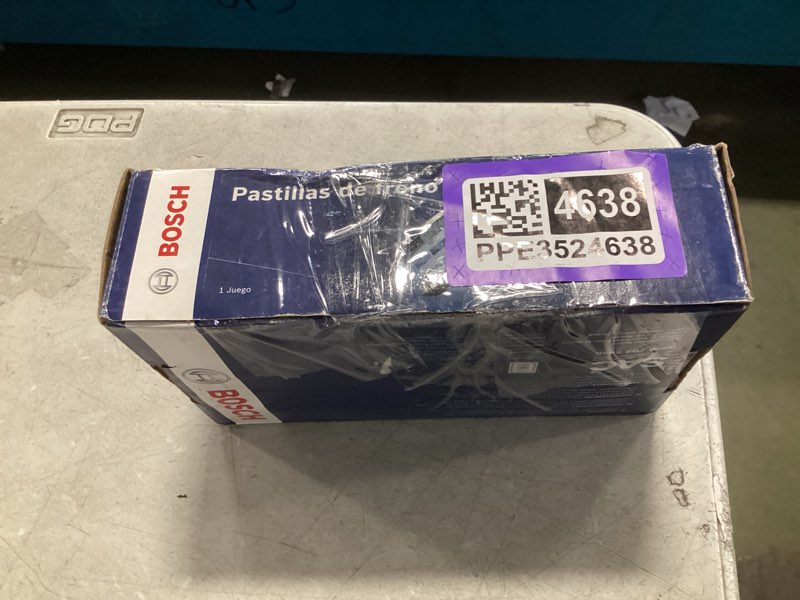 PDG
BOSCH
Pastillas de freno
1 Juego
4638
PPE3524638
BOSCH